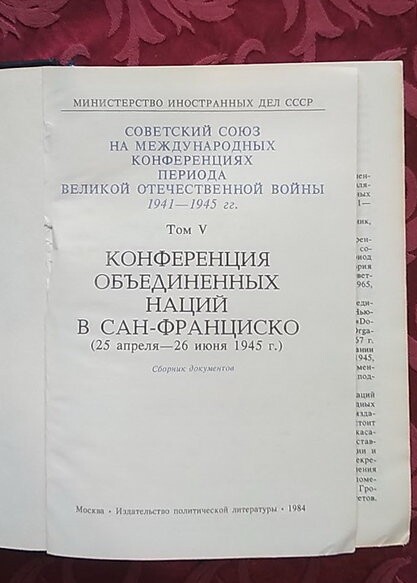 МИНИСТЕРСТВО ИНОСТРАННЫХ ДЕЛ СССР
СОВЕТСКИЙ СОЮЗ
НА МЕЖДУНАРОДНЫХ
КОНФЕРЕНЦИЯХ
ПЕРИОДА
ВЕЛИКОЙ ОТЕЧЕСТВЕННОЙ ВОЙНЫ
1941—1945 гг.
Том V
КОНФЕРЕНЦИЯ
ОБЪЕДИНЕННЫХ
НАЦИЙ
В САН-ФРАНЦИСКО
(25 апреля—26 июня 1945 г.)
Сборник документов
Москва · Издательство политической литературы · 1984